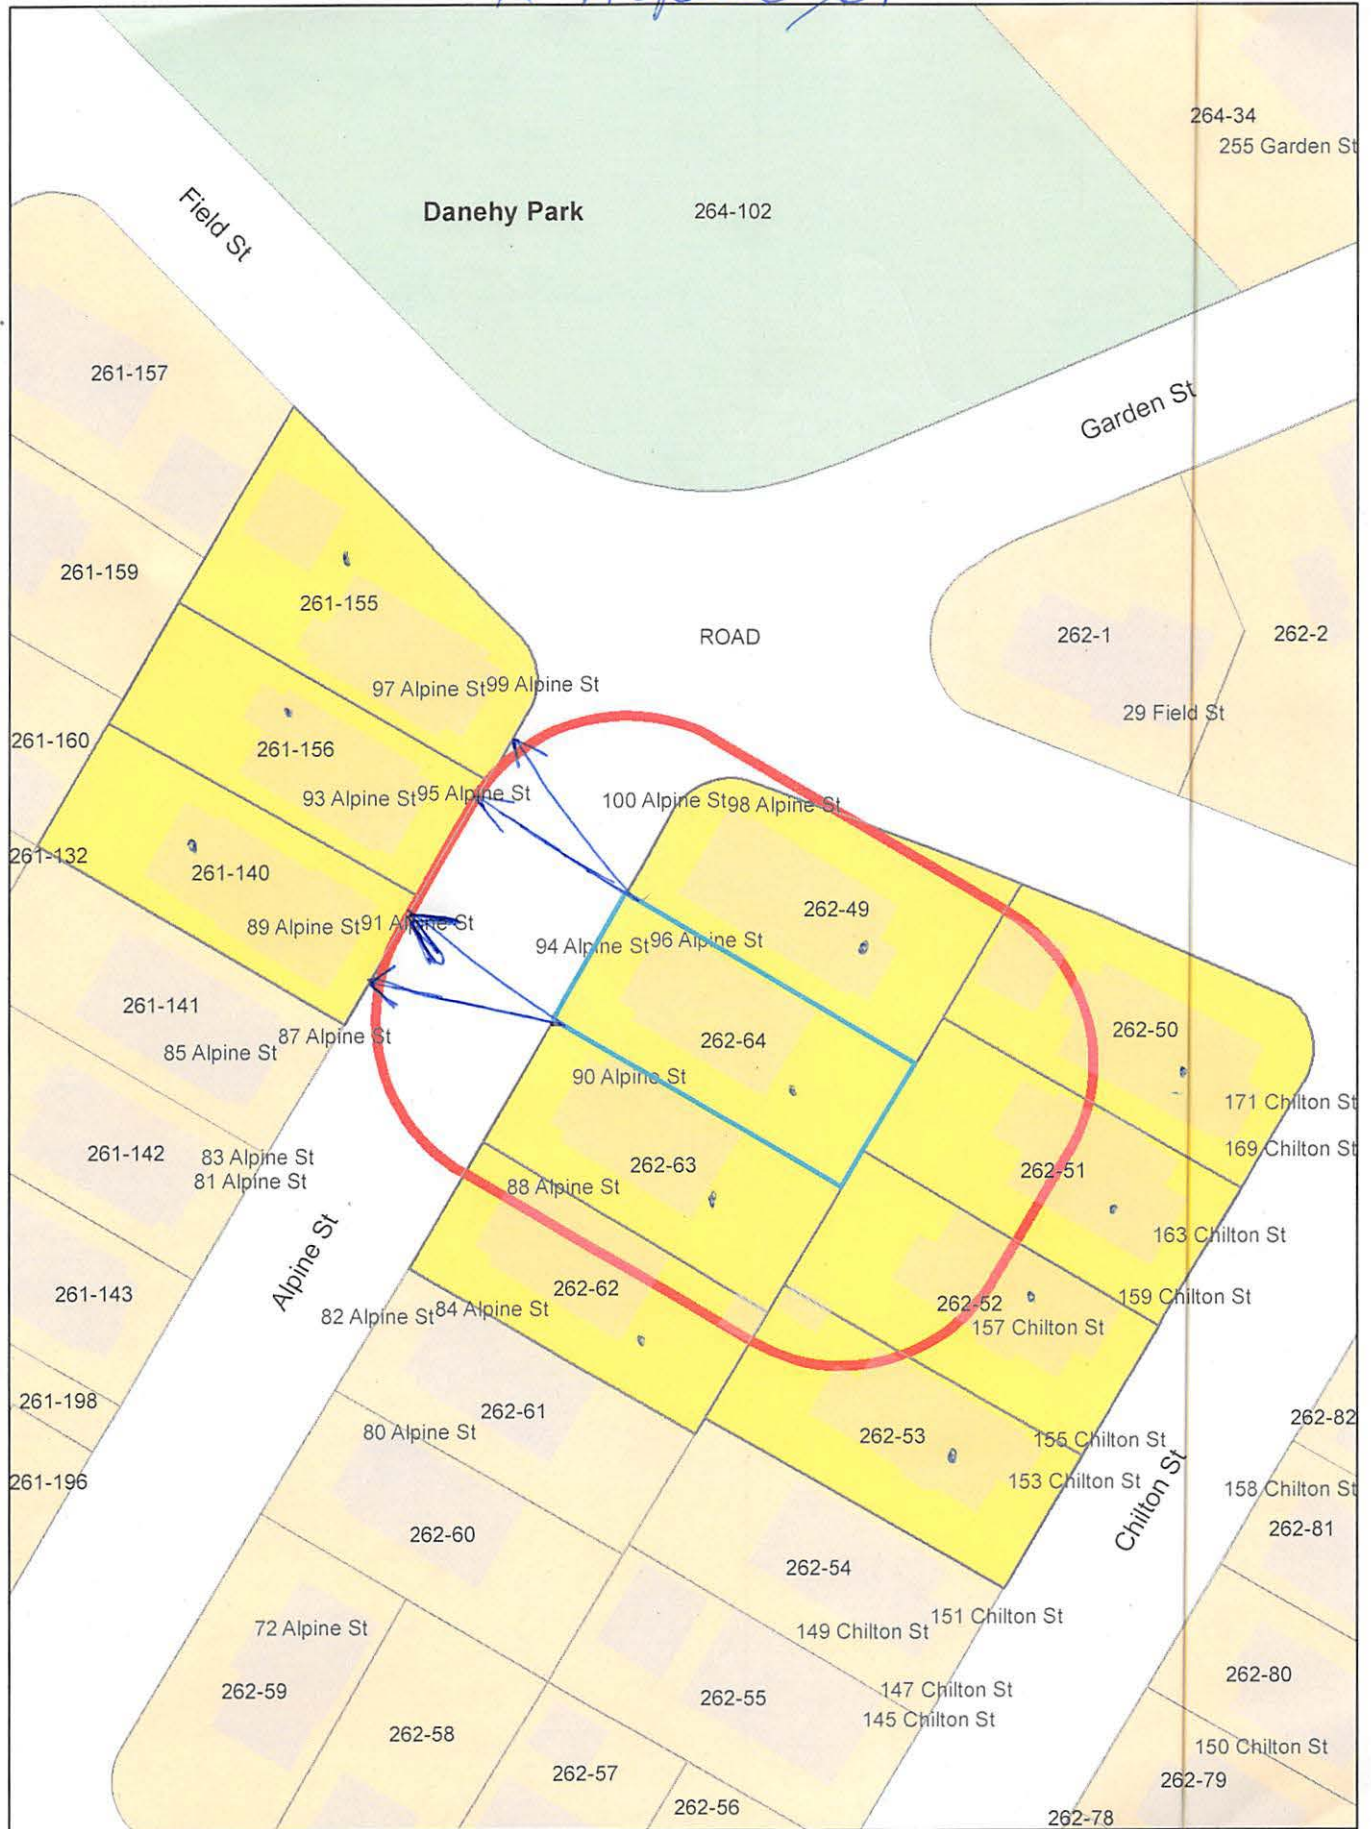 264-34
255 Garden St
Field St
Danehy Park
264-102
261-157
Garden St
261-159
261-155
ROAD
262-1
262-2
97 Alpine St
99 Alpine St
29 Field St
261-160
261-156
93 Alpine St
95 Alpine St
100 Alpine St
98 Alpine St
261-132
261-140
262-49
89 Alpine St
91 Alpine St
94 Alpine St
96 Alpine St
261-141
262-50
87 Alpine St
85 Alpine St
262-64
90 Alpine St
171 Chilton St
261-142
83 Alpine St
81 Alpine St
262-63
88 Alpine St
262-51
169 Chilton St
163 Chilton St
Alpine St
261-143
262-62
262-52
159 Chilton St
82 Alpine St
84 Alpine St
157 Chilton St
261-198
262-61
80 Alpine St
262-53
155 Chilton St
262-82
261-196
153 Chilton St
158 Chilton St
Chilton St
262-60
262-81
262-54
72 Alpine St
149 Chilton St
151 Chilton St
262-59
262-55
147 Chilton St
145 Chilton St
262-80
262-58
150 Chilton St
262-57
262-79
262-56
262-78